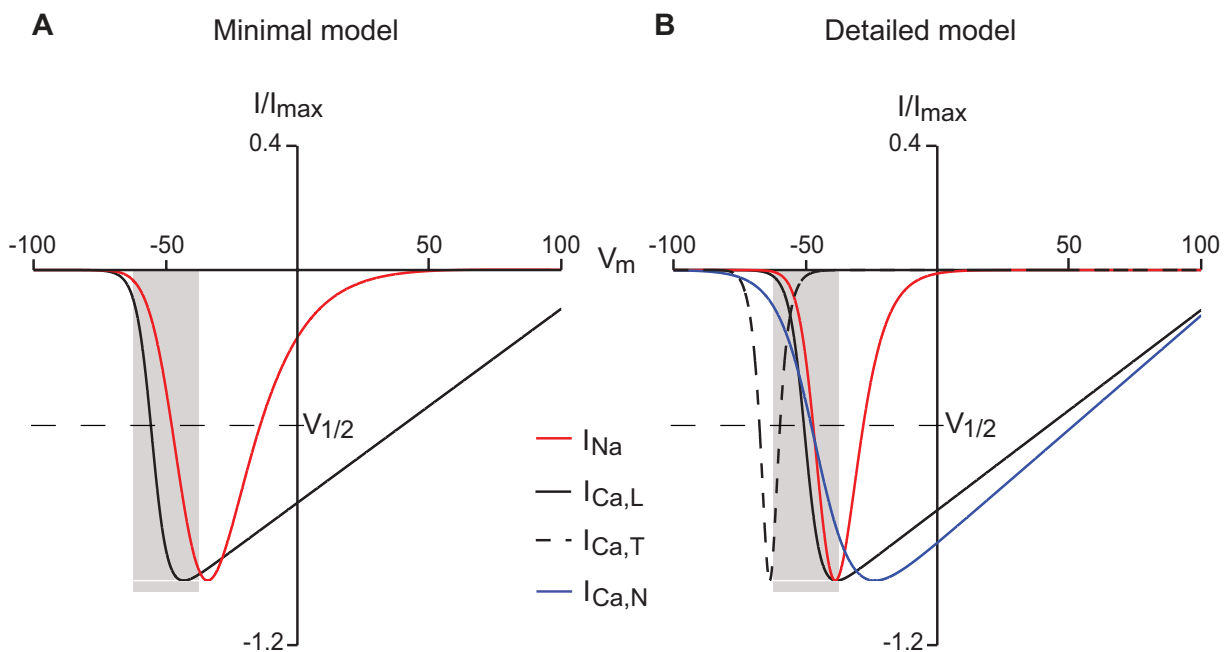 A Minimal model
I/Imax
0.4
-100 -50 50 100
Vm
V1/2
-1.2
INa
ICa,L
ICa,T
ICa,N
B Detailed model
I/Imax
0.4
-100 -50 50 100
V1/2
-1.2